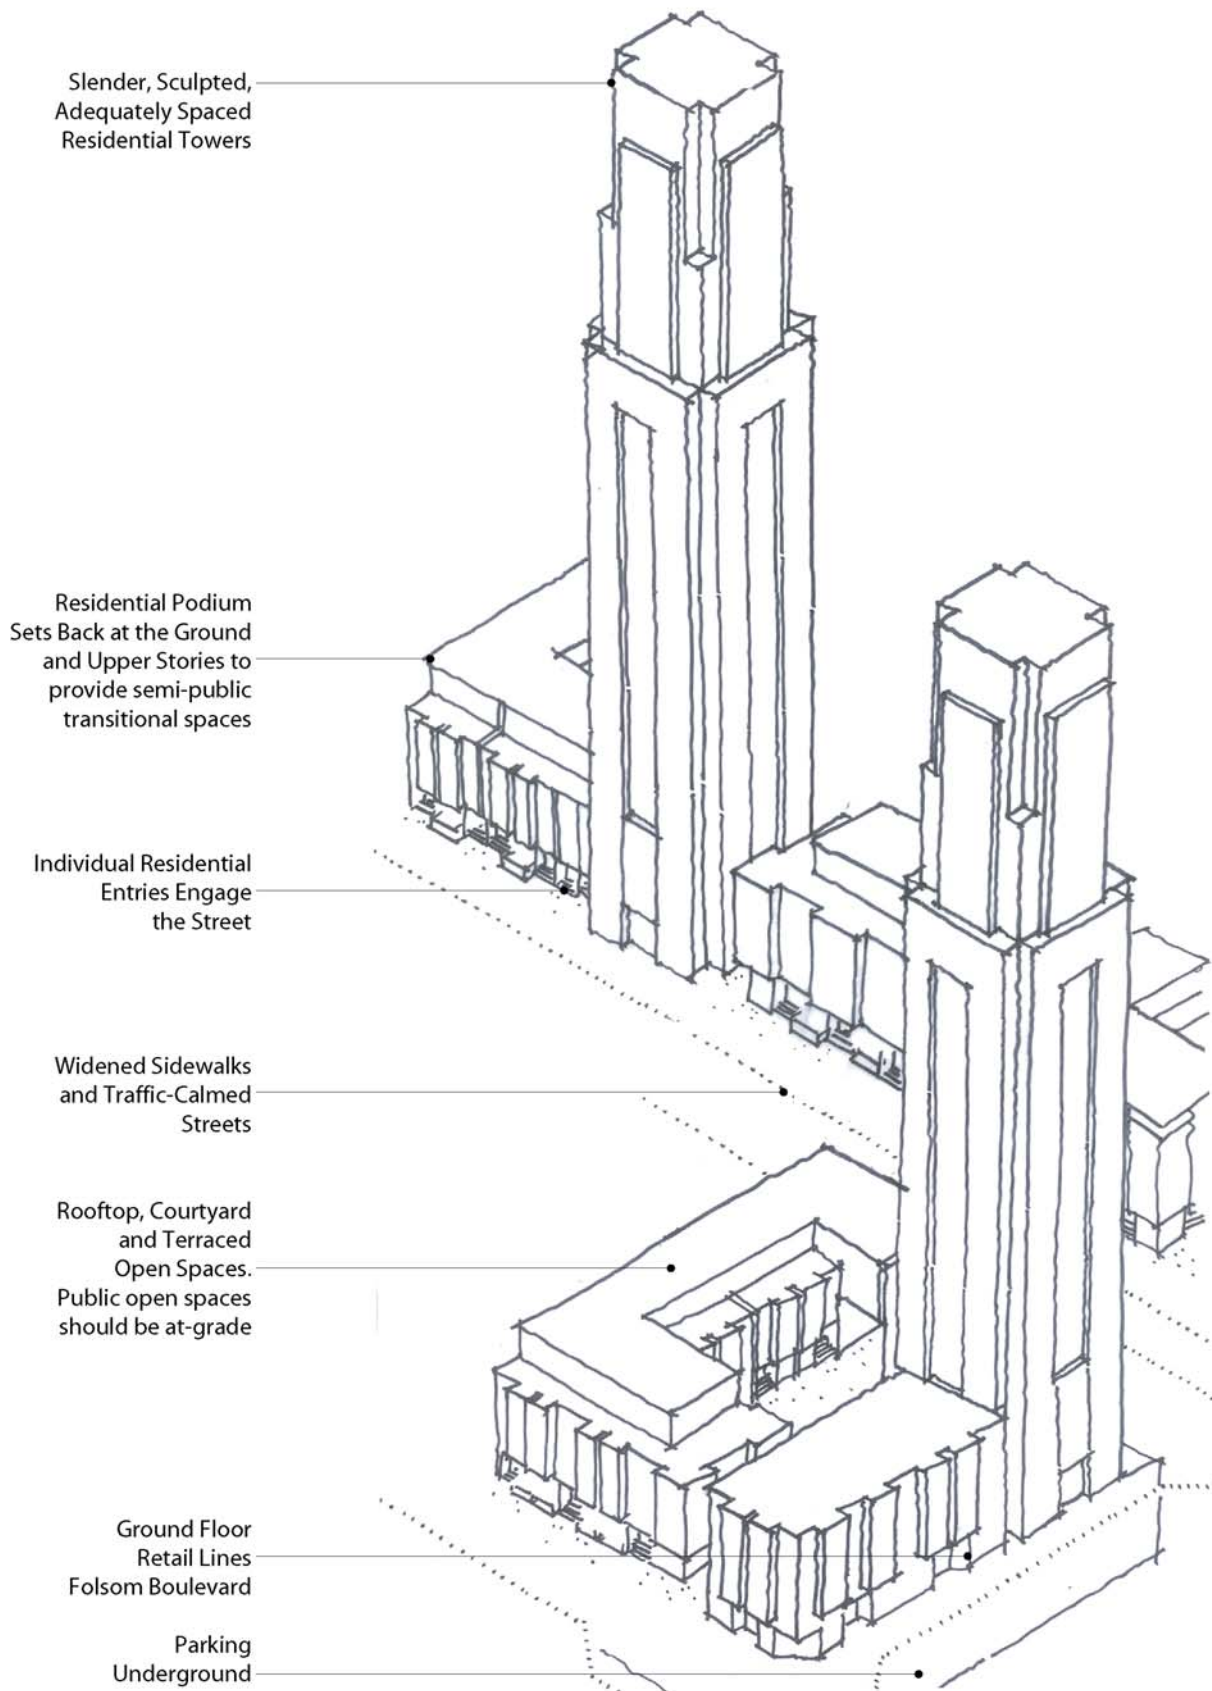 Slender, Sculpted,
Adequately Spaced
Residential Towers
Residential Podium
Sets Back at the Ground
and Upper Stories to
provide semi-public
transitional spaces
Individual Residential
Entries Engage
the Street
Widened Sidewalks
and Traffic-Calmed
Streets
Rooftop, Courtyard
and Terraced
Open Spaces.
Public open spaces
should be at-grade
Ground Floor
Retail Lines
Folsom Boulevard
Parking
Underground